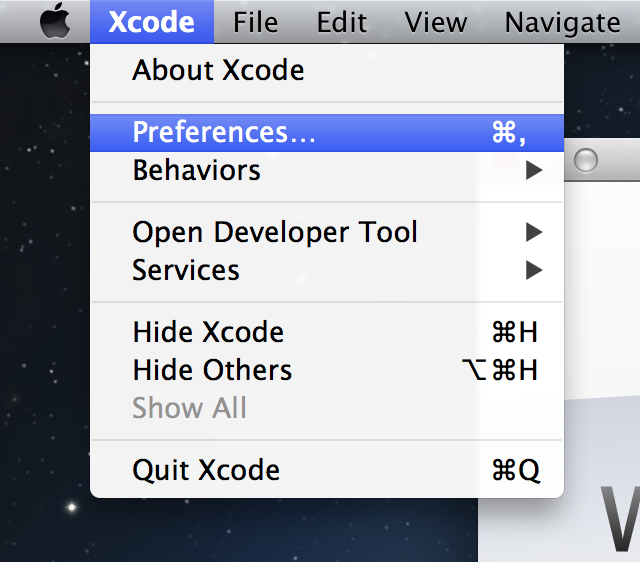 Xcode File Edit View Navigate
About Xcode
Preferences... ⌘,
Behaviors ▶
Open Developer Tool ▶
Services ▶
Hide Xcode ⌘H
Hide Others ⌥⌘H
Show All
Quit Xcode ⌘Q
W